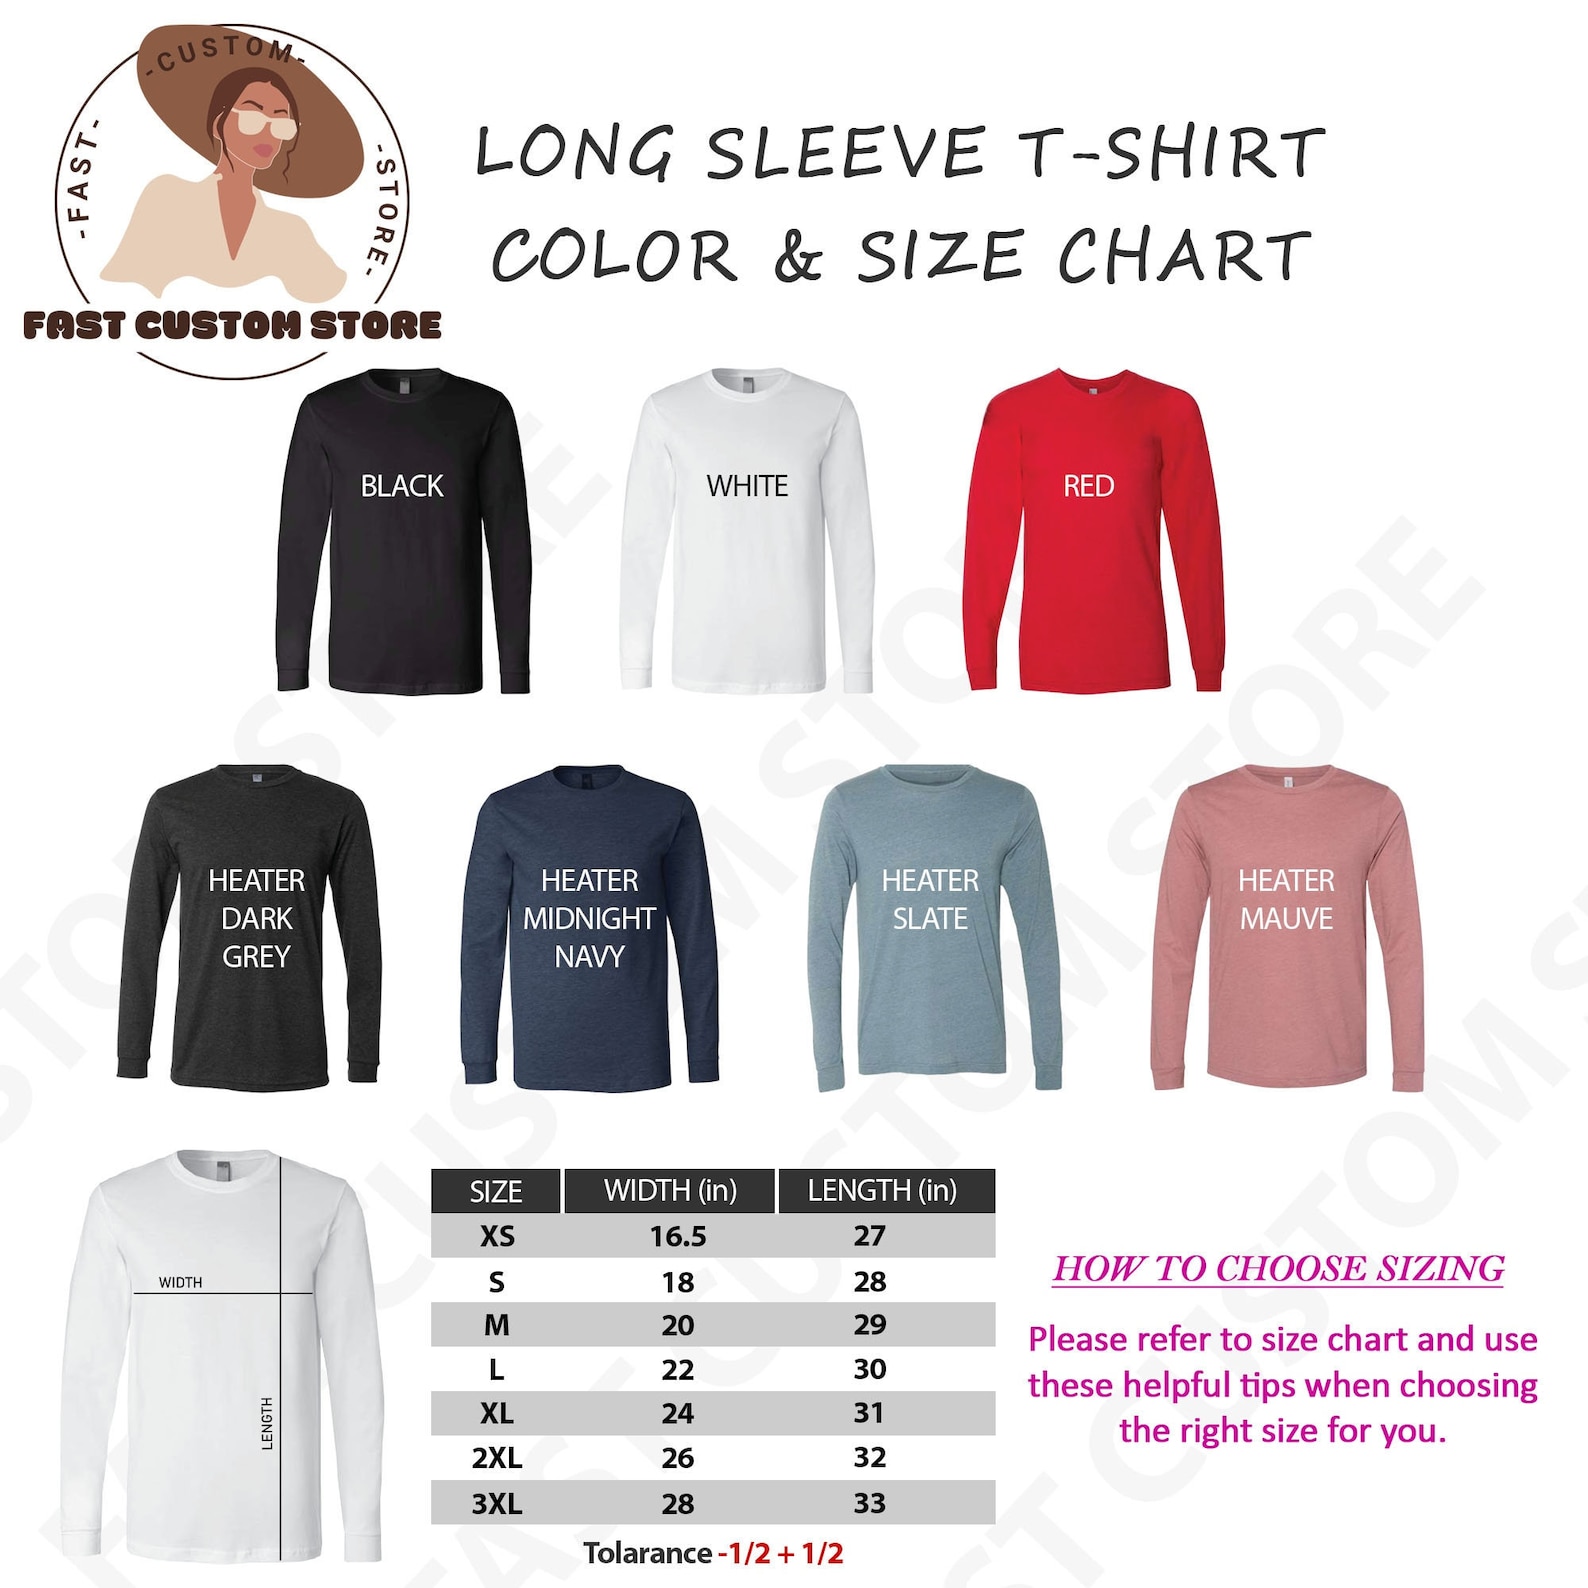 -CUSTOM-
-FAST-
-STORE-
FAST CUSTOM STORE
LONG SLEEVE T-SHIRT
COLOR & SIZE CHART
BLACK
WHITE
RED
HEATER
DARK
GREY
HEATER
MIDNIGHT
NAVY
HEATER
SLATE
HEATER
MAUVE
WIDTH
LENGTH
SIZE WIDTH (in) LENGTH (in)
XS 16.5 27
S 18 28
M 20 29
L 22 30
XL 24 31
2XL 26 32
3XL 28 33
Tolarance -1/2 + 1/2
HOW TO CHOOSE SIZING
Please refer to size chart and use
these helpful tips when choosing
the right size for you.
FAST CUSTOM STORE